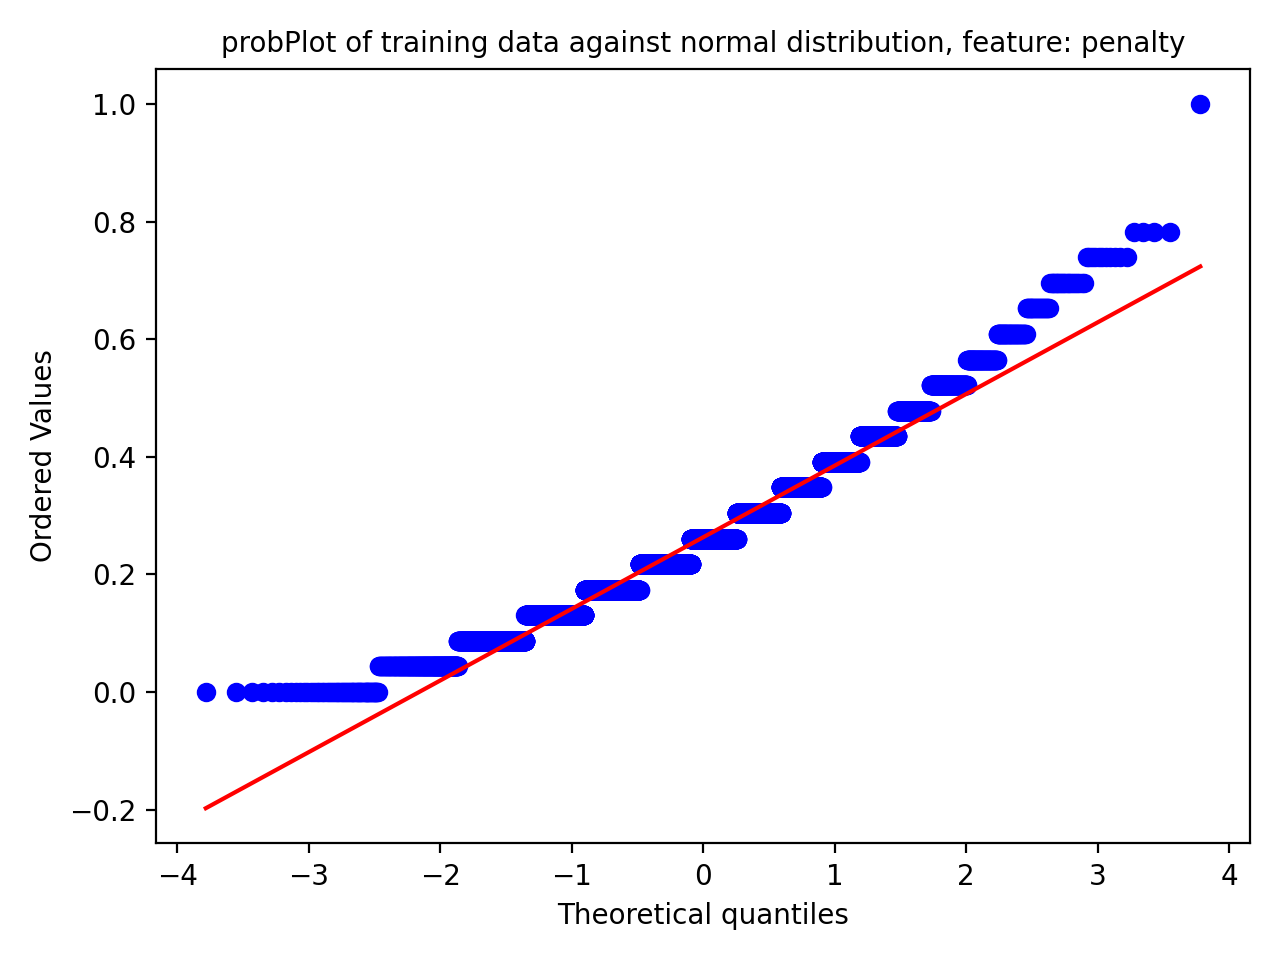 probPlot of training data against normal distribution, feature: penalty
1.0
0.8
0.6
0.4
0.2
0.0
−0.2
Ordered Values
−4 −3 −2 −1 0 1 2 3 4
Theoretical quantiles